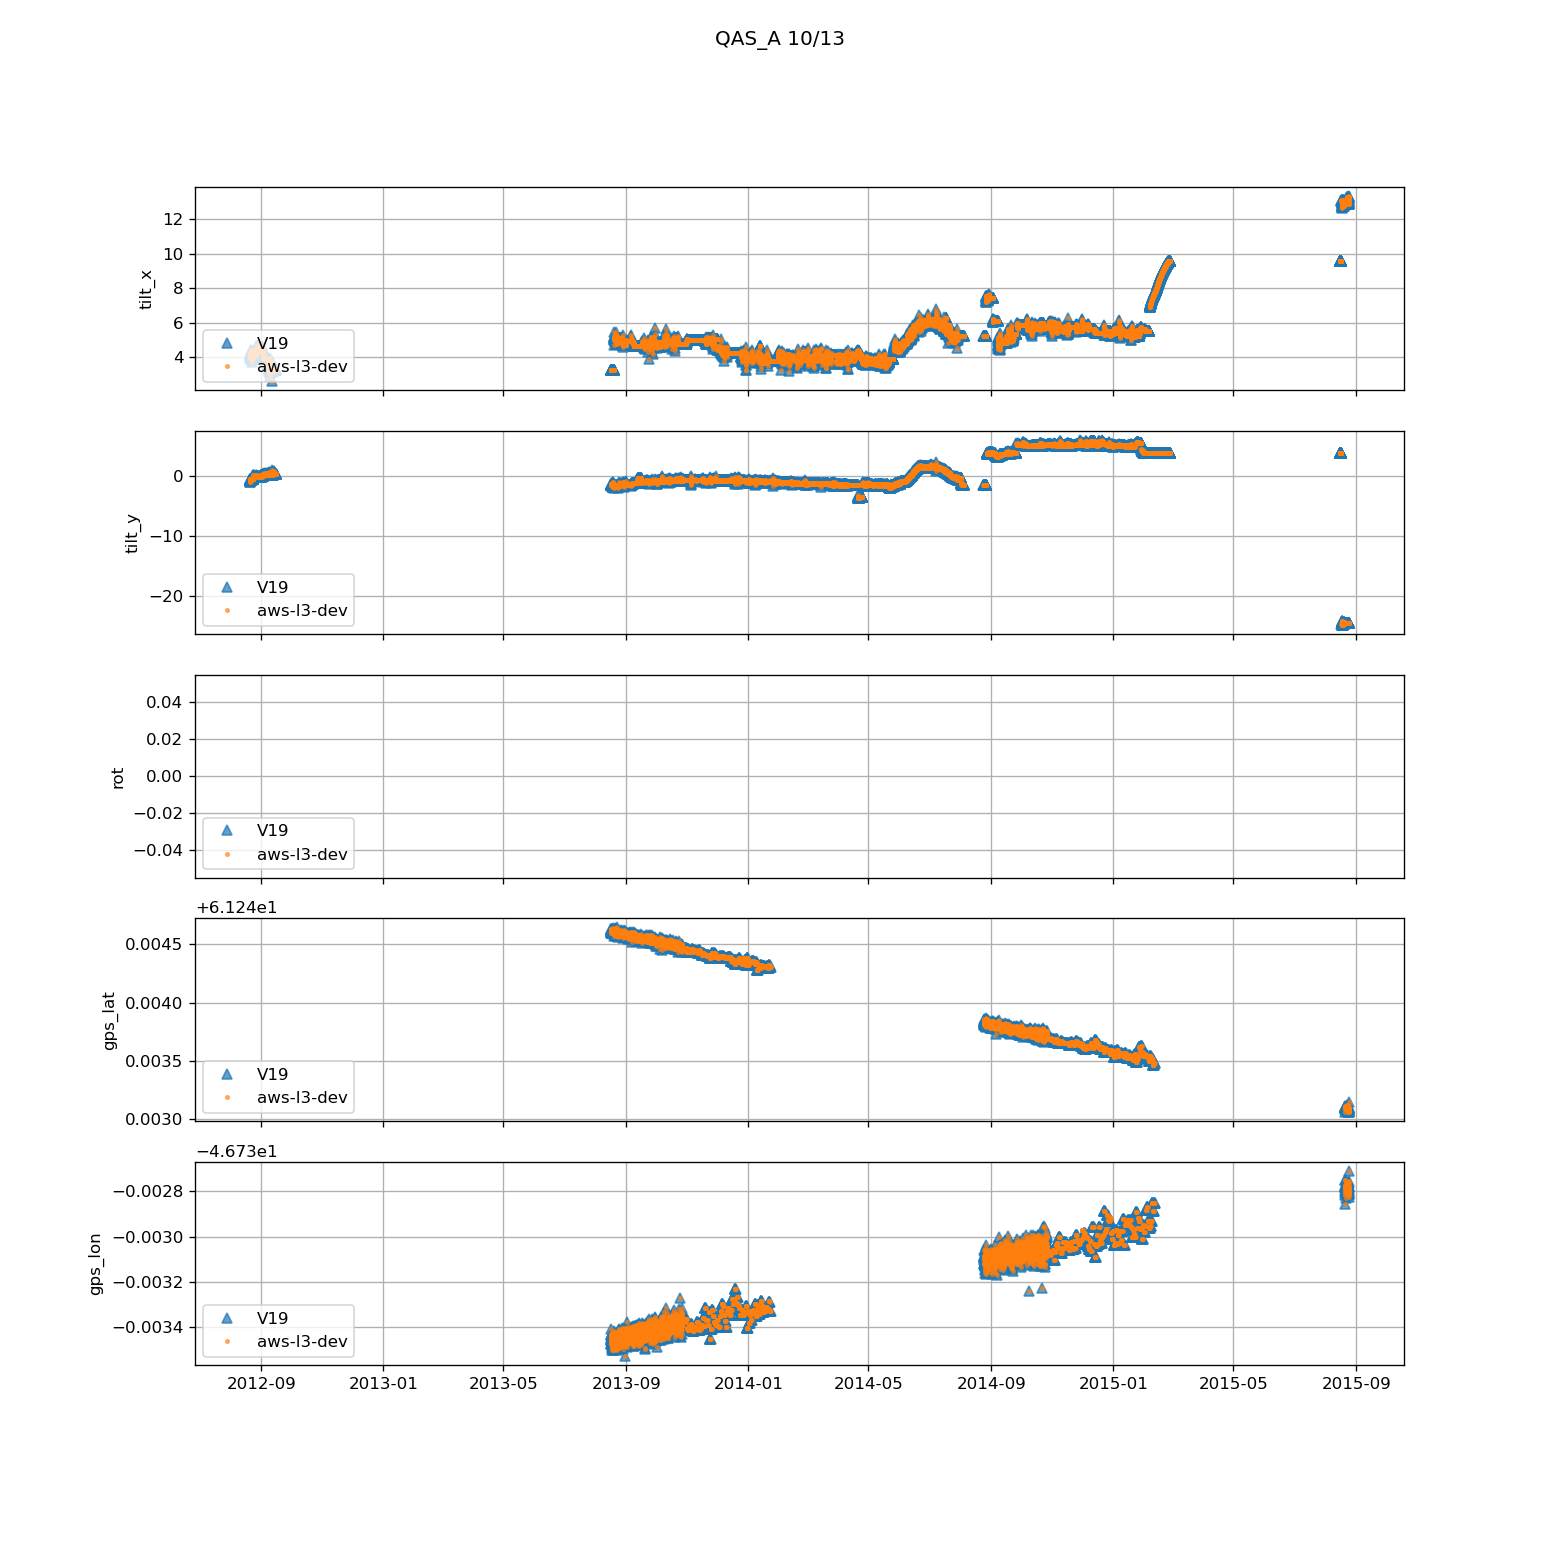 QAS_A 10/13
tilt_x
12
10
8
6
4
V19
aws-l3-dev
tilt_y
0
−10
−20
V19
aws-l3-dev
rot
0.04
0.02
0.00
−0.02
−0.04
V19
aws-l3-dev
+6.124e1
gps_lat
0.0045
0.0040
0.0035
0.0030
V19
aws-l3-dev
−4.673e1
gps_lon
−0.0028
−0.0030
−0.0032
−0.0034
V19
aws-l3-dev
2012-09 2013-01 2013-05 2013-09 2014-01 2014-05 2014-09 2015-01 2015-05 2015-09